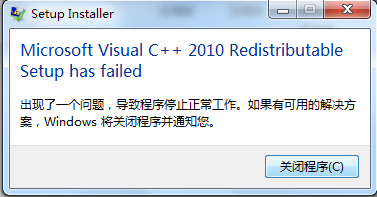 Setup Installer
Microsoft Visual C++ 2010 Redistributable
Setup has failed
出现了一个问题，导致程序停止正常工作。如果有可用的解决方
案，Windows 将关闭程序并通知您。
关闭程序(C)